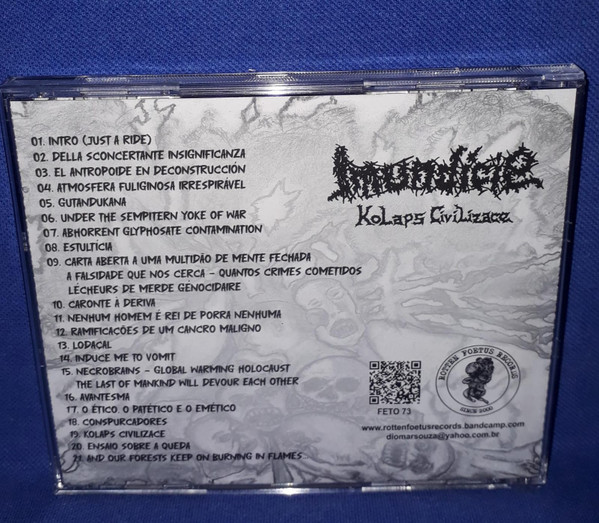 01. INTRO (JUST A RIDE)
02. DELLA SCONCERTANTE INSIGNIFICANZA
03. EL ANTROPOIDE EN DECONSTRUCCIÓN
04. ATMOSFERA FULIGINOSA IRRESPIRÁVEL
05. GUTANDUKANA
06. UNDER THE SEMPITERN YOKE OF WAR
07. ABHORRENT GLYPHOSATE CONTAMINATION
08. ESTULTÍCIA
09. CARTA ABERTA A UMA MULTIDÃO DE MENTE FECHADA
A FALSIDADE QUE NOS CERCA - QUANTOS CRIMES COMETIDOS
LÉCHEURS DE MERDE GÉNOCIDAIRE
10. CARONTE À DERIVA
11. NENHUM HOMEM É REI DE PORRA NENHUMA
12. RAMIFICAÇÕES DE UM CANCRO MALIGNO
13. LODAÇAL
14. INDUCE ME TO VOMIT
15. NECROBRAINS - GLOBAL WARMING HOLOCAUST
THE LAST OF MANKIND WILL DEVOUR EACH OTHER
16. AVANTESMA
17. O ÉTICO, O PATÉTICO E O EMÉTICO
18. CONSPURCADORES
19. KOLAPS CIVILIZACE
20. ENSAIO SOBRE A QUEDA
21. AND OUR FORESTS KEEP ON BURNING IN FLAMES
Immundicie
Kolaps Civilizace
FETO 73
ROTTEN FOETUS RECORDS
SINCE 2000
www.rottenfoetusrecords.bandcamp.com
diomarsouza@yahoo.com.br